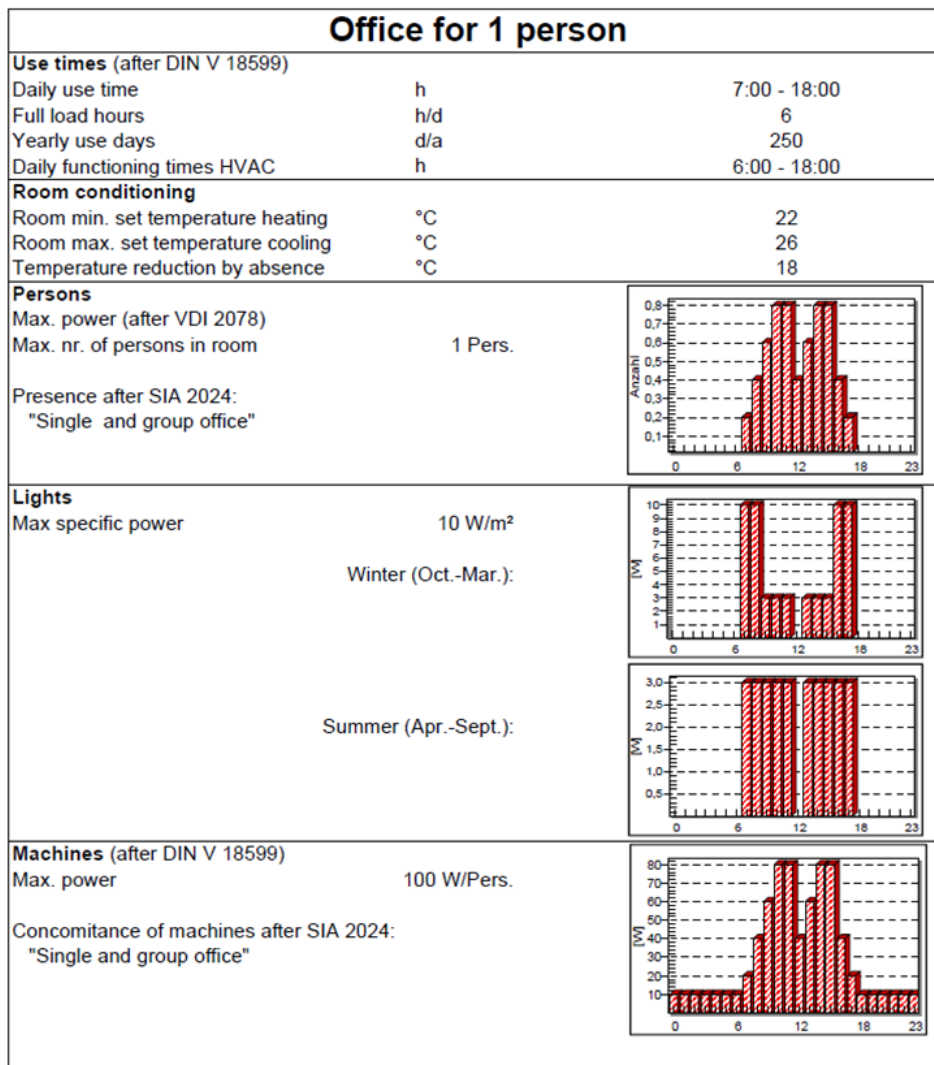 Office for 1 person
Use times (after DIN V 18599)
Daily use time h 7:00 - 18:00
Full load hours h/d 6
Yearly use days d/a 250
Daily functioning times HVAC h 6:00 - 18:00
Room conditioning
Room min. set temperature heating °C 22
Room max. set temperature cooling °C 26
Temperature reduction by absence °C 18
Persons
Max. power (after VDI 2078)
Max. nr. of persons in room 1 Pers.
Presence after SIA 2024:
"Single and group office"
Anzahl
0,8
0,7
0,6
0,5
0,4
0,3
0,2
0,1
0 6 12 18 23
Lights
Max specific power 10 W/m²
Winter (Oct.-Mar.):
[W]
10
9
8
7
6
5
4
3
2
1
0 6 12 18 23
Summer (Apr.-Sept.):
[W]
3,0
2,5
2,0
1,5
1,0
0,5
0 6 12 18 23
Machines (after DIN V 18599)
Max. power 100 W/Pers.
Concomitance of machines after SIA 2024:
"Single and group office"
[W]
80
70
60
50
40
30
20
10
0 6 12 18 23